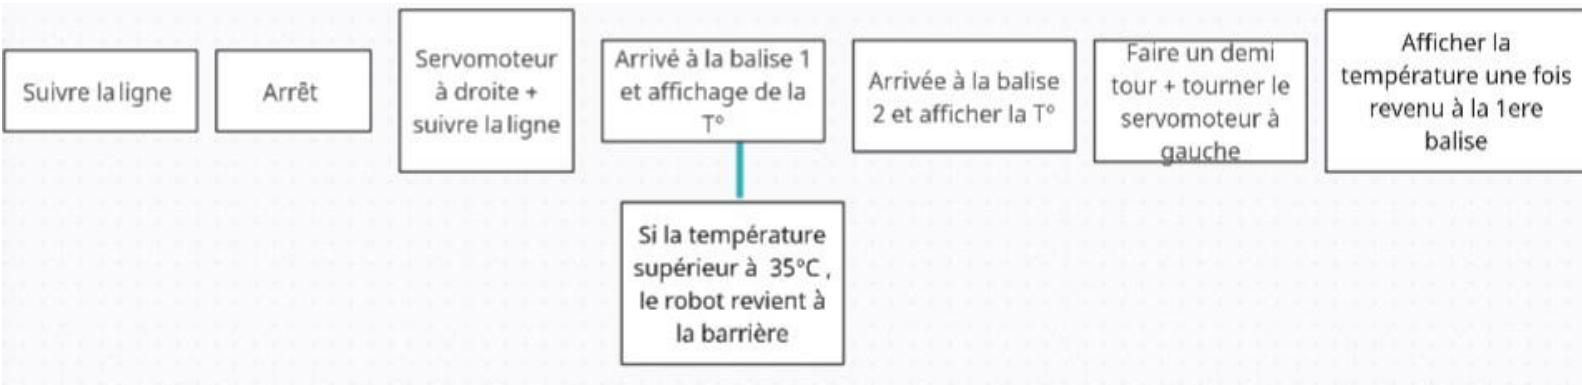 Suivre la ligne
Arrêt
Servomoteur
à droite +
suivre la ligne
Arrivé à la balise 1
et affichage de la
T°
Arrivée à la balise
2 et afficher la T°
Faire un demi
tour + tourner le
servomoteur à
gauche
Afficher la
température une fois
revenu à la 1ere
balise
Si la température
supérieur à 35°C ,
le robot revient à
la barrière